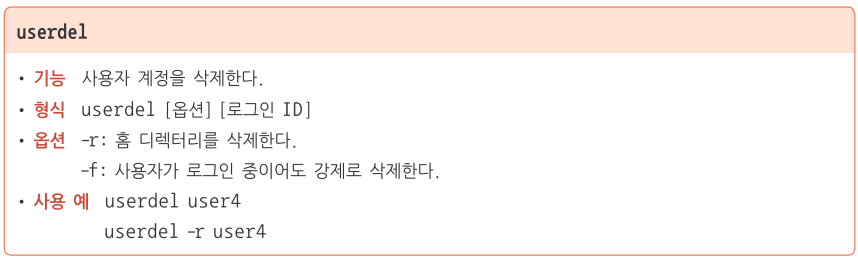 userdel
• 기능 사용자 계정을 삭제한다.
• 형식 userdel [옵션] [로그인 ID]
• 옵션 -r: 홈 디렉터리를 삭제한다.
-f: 사용자가 로그인 중이어도 강제로 삭제한다.
• 사용 예 userdel user4
userdel -r user4